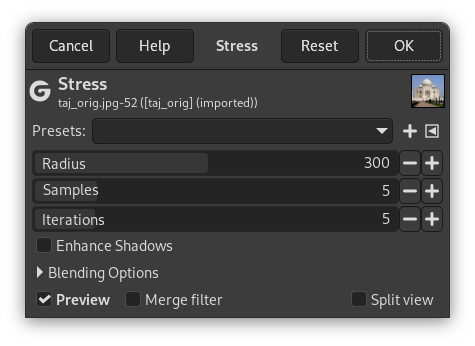 Cancel Help Stress Reset OK
Stress
taj_orig.jpg-52 ([taj_orig] (imported))
Presets:
Radius 300
Samples 5
Iterations 5
Enhance Shadows
Blending Options
Preview Merge filter Split view